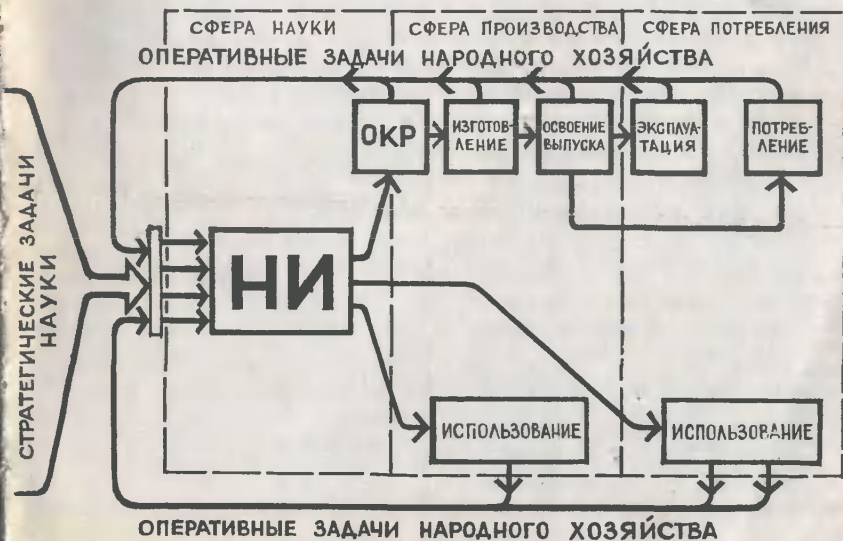 СФЕРА НАУКИ
СФЕРА ПРОИЗВОДСТВА
СФЕРА ПОТРЕБЛЕНИЯ
ОПЕРАТИВНЫЕ ЗАДАЧИ НАРОДНОГО ХОЗЯЙСТВА
ОКР
ИЗГОТОВ-
ЛЕНИЕ
ОСВОЕНИЕ
ВЫПУСКА
ЭКСПЛУА-
ТАЦИЯ
ПОТРЕБ-
ЛЕНИЕ
СТРАТЕГИЧЕСКИЕ ЗАДАЧИ
НАУКИ
НИ
ИСПОЛЬЗОВАНИЕ
ИСПОЛЬЗОВАНИЕ
ОПЕРАТИВНЫЕ ЗАДАЧИ НАРОДНОГО ХОЗЯЙСТВА